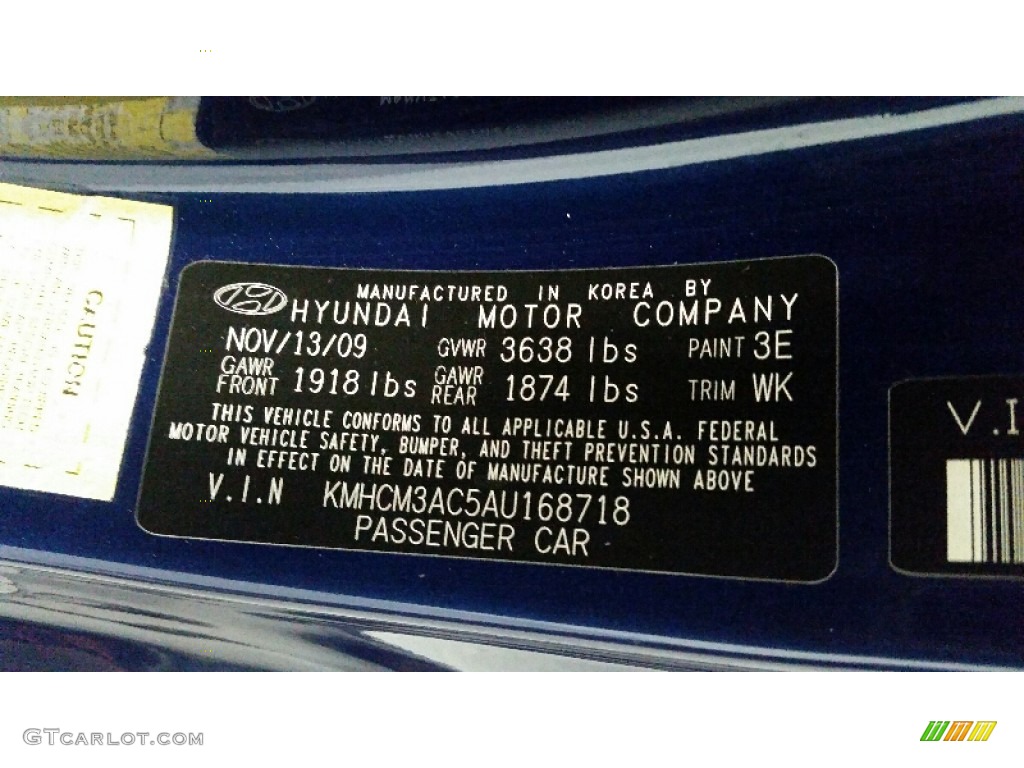 MANUFACTURED IN KOREA BY
HYUNDAI MOTOR COMPANY
NOV/13/09 GVWR 3638 lbs PAINT 3E
GAWR FRONT 1918 lbs GAWR REAR 1874 lbs TRIM WK
THIS VEHICLE CONFORMS TO ALL APPLICABLE U.S.A. FEDERAL
MOTOR VEHICLE SAFETY, BUMPER, AND THEFT PREVENTION STANDARDS
IN EFFECT ON THE DATE OF MANUFACTURE SHOWN ABOVE
V.I.N KMHCM3AC5AU168718
PASSENGER CAR
CAUTION
V.I
GTCARLOT.COM